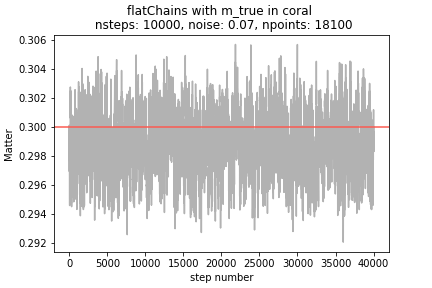 flatChains with m_true in coral
nsteps: 10000, noise: 0.07, npoints: 18100
0.306
0.304
0.302
0.300
0.298
0.296
0.294
0.292
Matter
0 5000 10000 15000 20000 25000 30000 35000 40000
step number